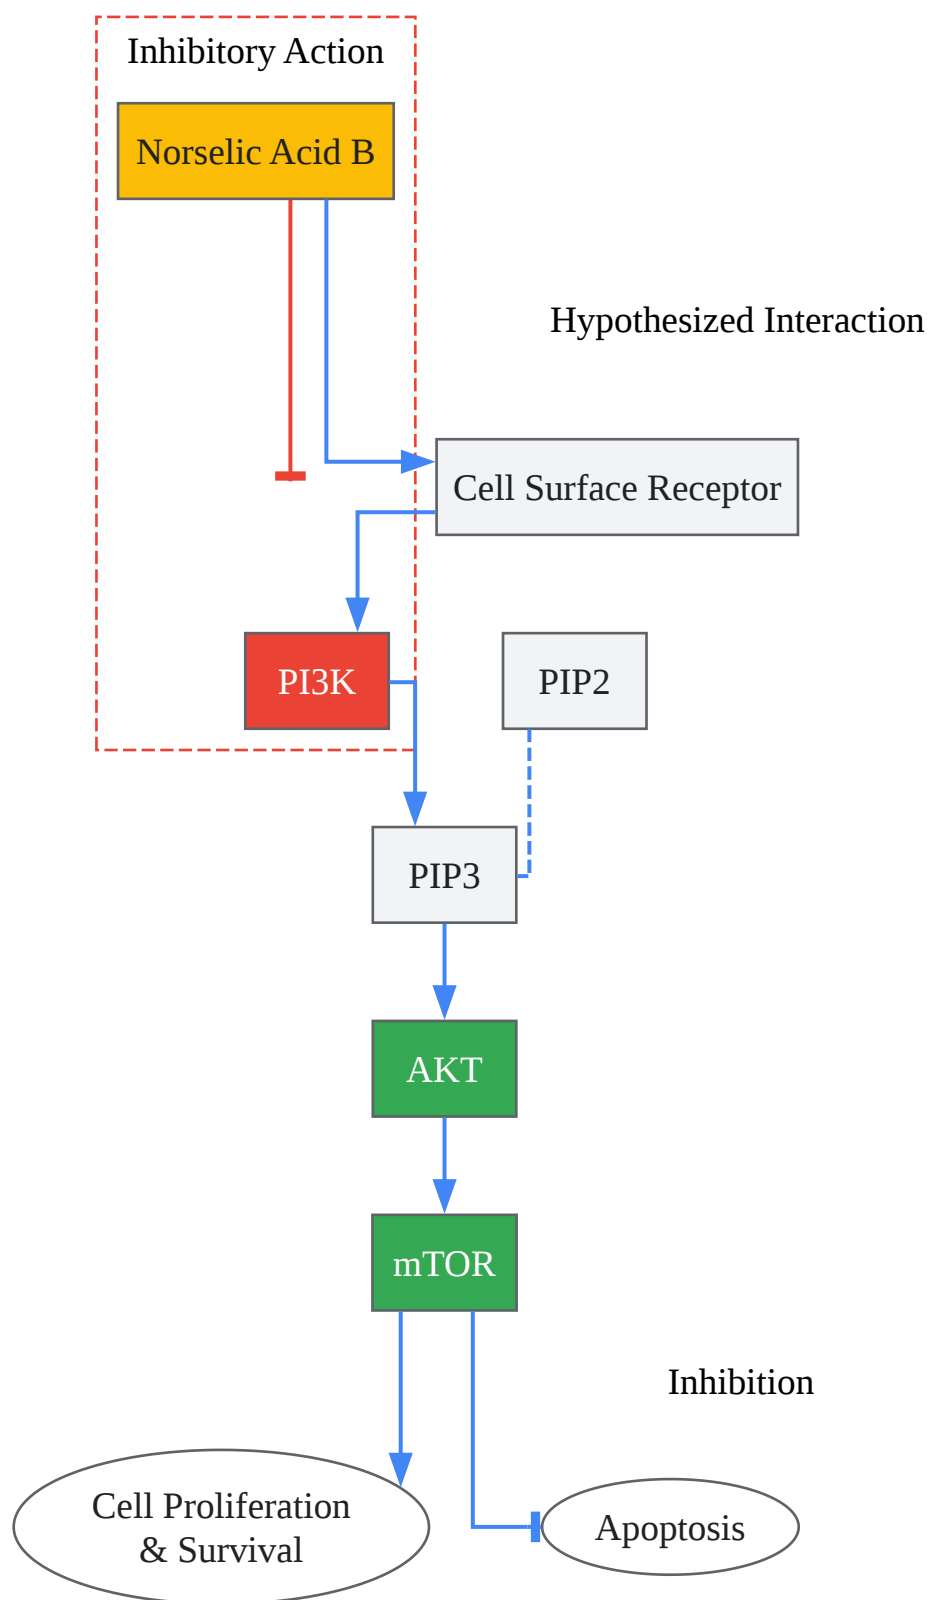 Inhibitory Action
Norselic Acid B
Hypothesized Interaction
Cell Surface Receptor
PI3K
PIP2
PIP3
AKT
mTOR
Inhibition
Cell Proliferation
& Survival
Apoptosis